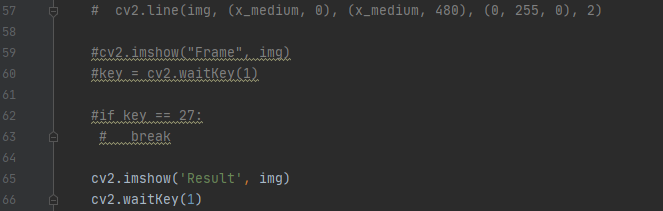 57 #  cv2.line(img, (x_medium, 0), (x_medium, 480), (0, 255, 0), 2)
58
59 #cv2.imshow("Frame", img)
60 #key = cv2.waitKey(1)
61
62 #if key == 27:
63  #   break
64
65 cv2.imshow('Result', img)
66 cv2.waitKey(1)